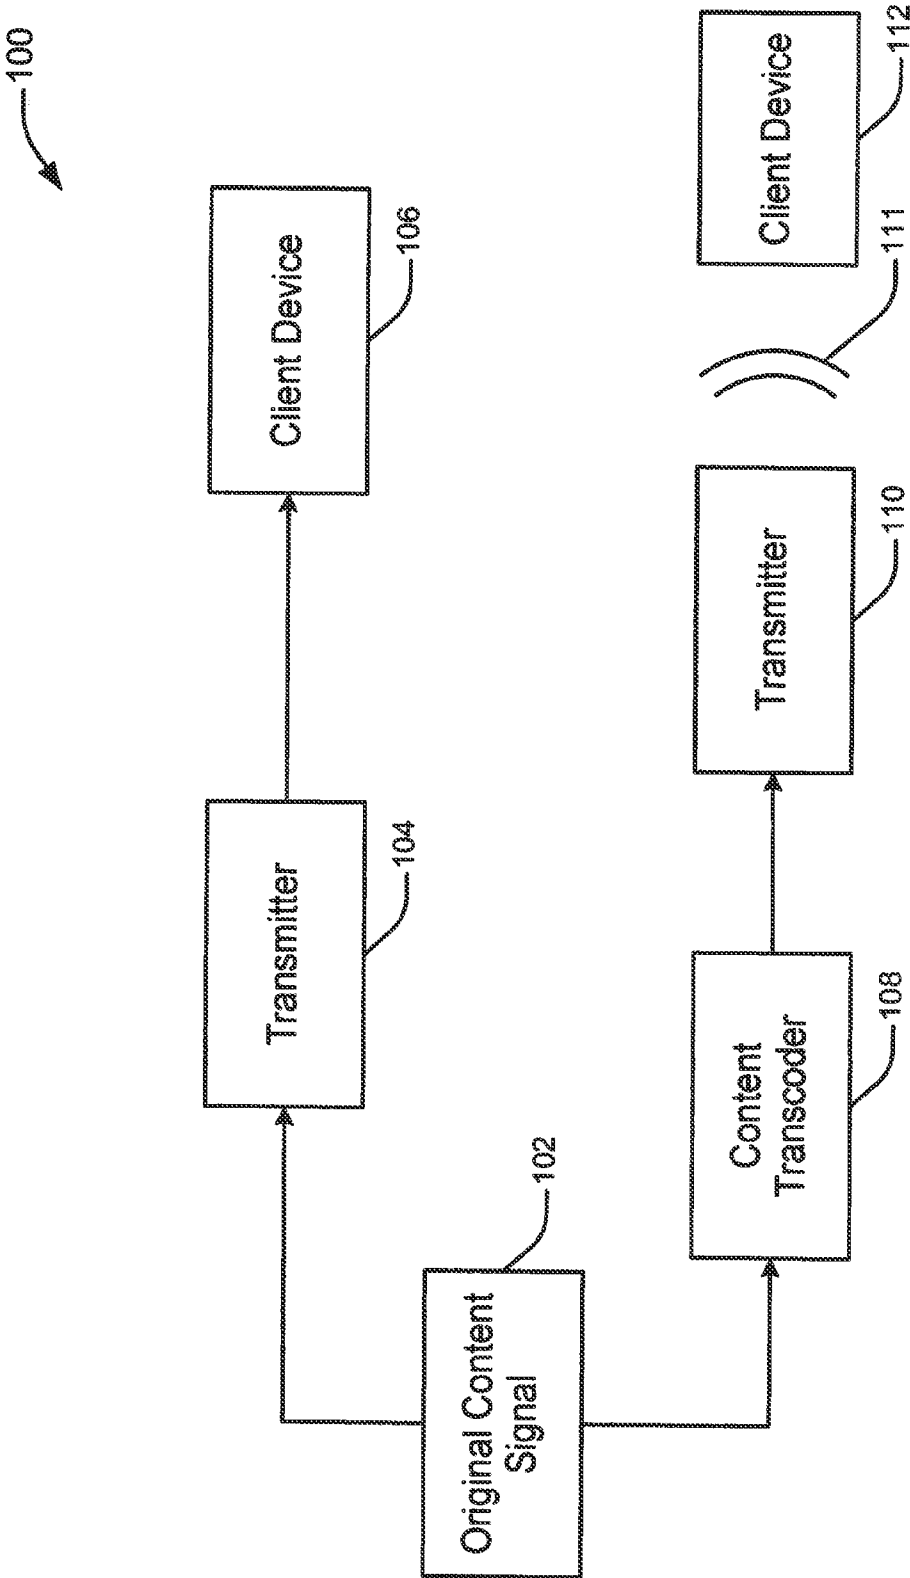 100
Original Content
Signal
102
Transmitter
104
Client Device
106
Content
Transcoder
108
Transmitter
110
111
Client Device
112